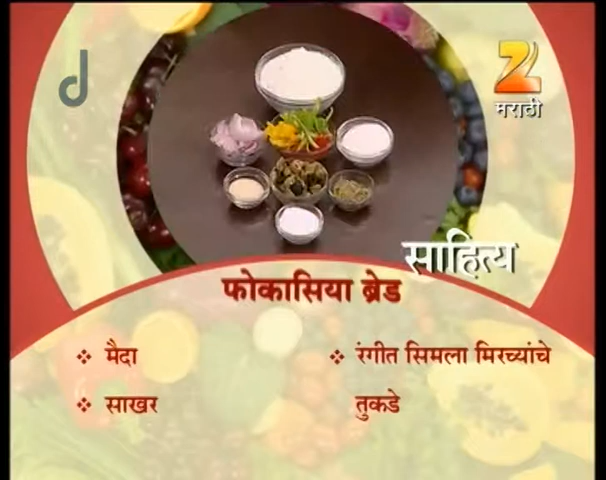 मराठी
साहित्य
फोकासिया ब्रेड
❖ मैदा
❖ साखर
❖ रंगीत सिमला मिरच्यांचे
तुकडे